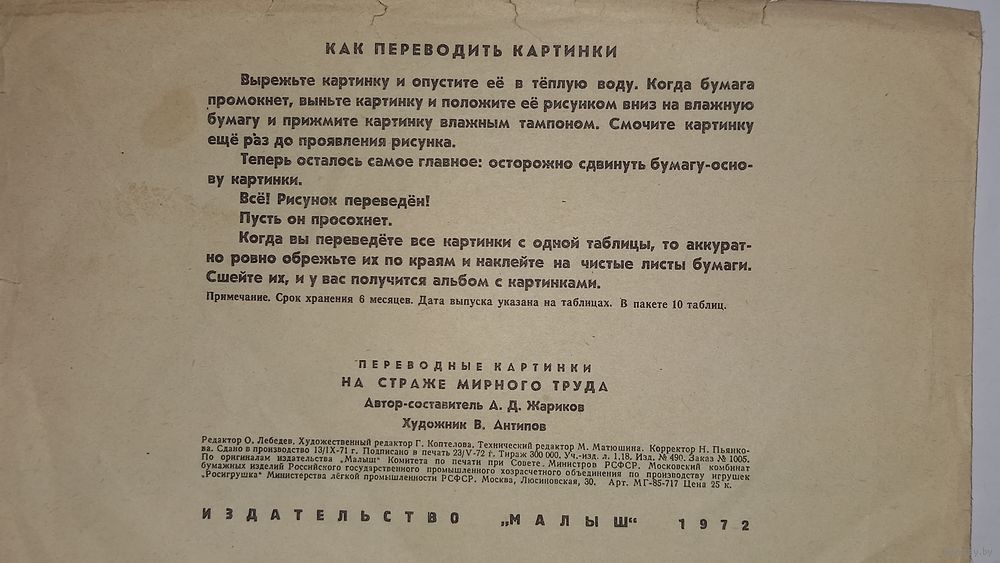 КАК ПЕРЕВОДИТЬ КАРТИНКИ
Вырежьте картинку и опустите её в тёплую воду. Когда бумага
промокнет, выньте картинку и положите её рисунком вниз на влажную
бумагу и прижмите картинку влажным тампоном. Смочите картинку
ещё раз до проявления рисунка.
Теперь осталось самое главное: осторожно сдвинуть бумагу-осно-
ву картинки.
Всё! Рисунок переведён!
Пусть он просохнет.
Когда вы переведёте все картинки с одной таблицы, то аккурат-
но ровно обрежьте их по краям и наклейте на чистые листы бумаги.
Сшейте их, и у вас получится альбом с картинками.
Примечание. Срок хранения 6 месяцев. Дата выпуска указана на таблицах. В пакете 10 таблиц.
ПЕРЕВОДНЫЕ КАРТИНКИ
НА СТРАЖЕ МИРНОГО ТРУДА
Автор-составитель А. Д. Жариков
Художник В. Антипов
Редактор О. Лебедев. Художественный редактор Г. Коптелова. Технический редактор М. Матюшина. Корректор Н. Пьянко-
ва. Сдано в производство 13/IX-71 г. Подписано в печать 23/V-72 г. Тираж 300 000. Уч.-изд. л. 1,18. Изд. № 490. Заказ № 1005.
По оригиналам издательства „Малыш“ Комитета по печати при Совете Министров РСФСР. Московский комбинат
бумажных изделий Российского государственного промышленного хозрасчетного объединения по производству игрушек
„Росигрушка“ Министерства лёгкой промышленности РСФСР. Москва, Люсиновская, 30. Арт. МГ-85-717 Цена 25 к.
ИЗДАТЕЛЬСТВО „МАЛЫШ“ 1972